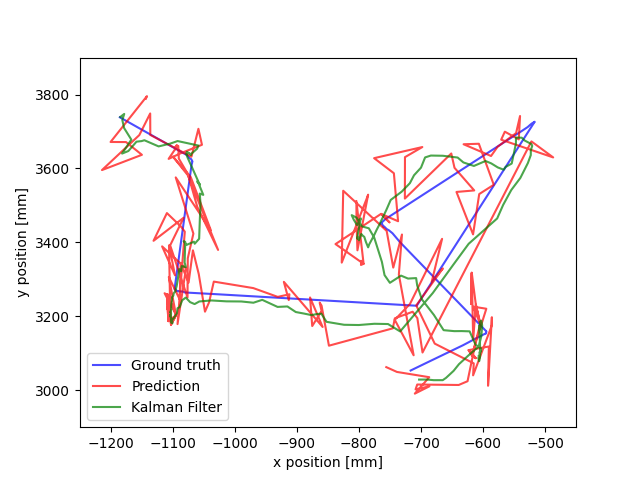 3800
3600
3400
3200
3000
y position [mm]
Ground truth
Prediction
Kalman Filter
−1200 −1100 −1000 −900 −800 −700 −600 −500
x position [mm]